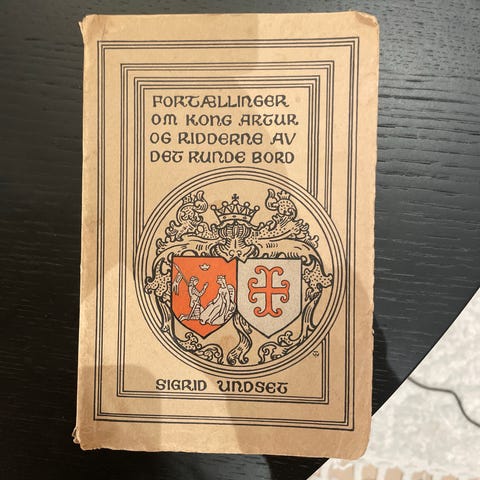 FORTÆLLINGER
OM KONG ARTUR
OG RIDDERNE AV
DET RUNDE BORD
SIGRID UNDSET